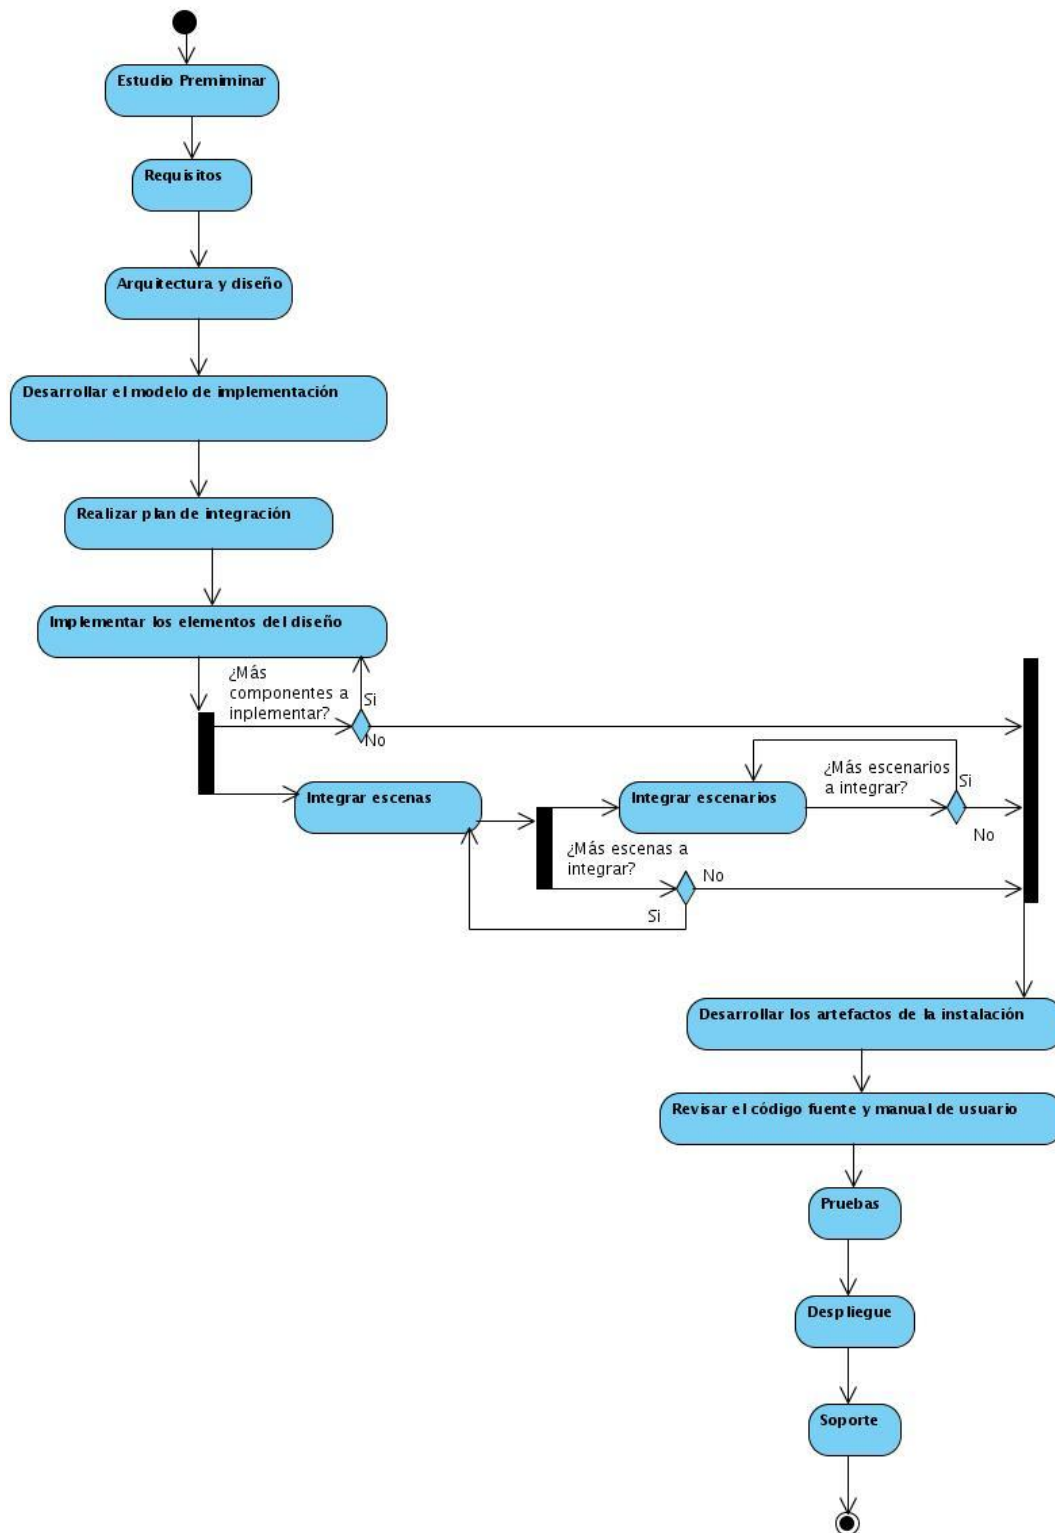 Estudio Premiminar
Requisitos
Arquitectura y diseño
Desarrollar el modelo de implementación
Realizar plan de integración
Implementar los elementos del diseño
¿Más
componentes a
inplementar?
Si
No
Integrar escenas
Integrar escenarios
¿Más escenarios
a integrar?
Si
No
¿Más escenas a
integrar?
No
Si
Desarrollar los artefactos de la instalación
Revisar el código fuente y manual de usuario
Pruebas
Despliegue
Soporte